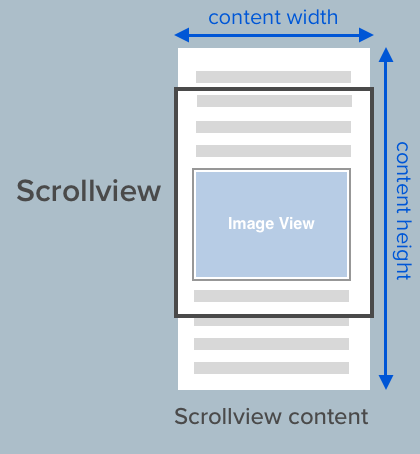 content width
Scrollview
Image View
content height
Scrollview content